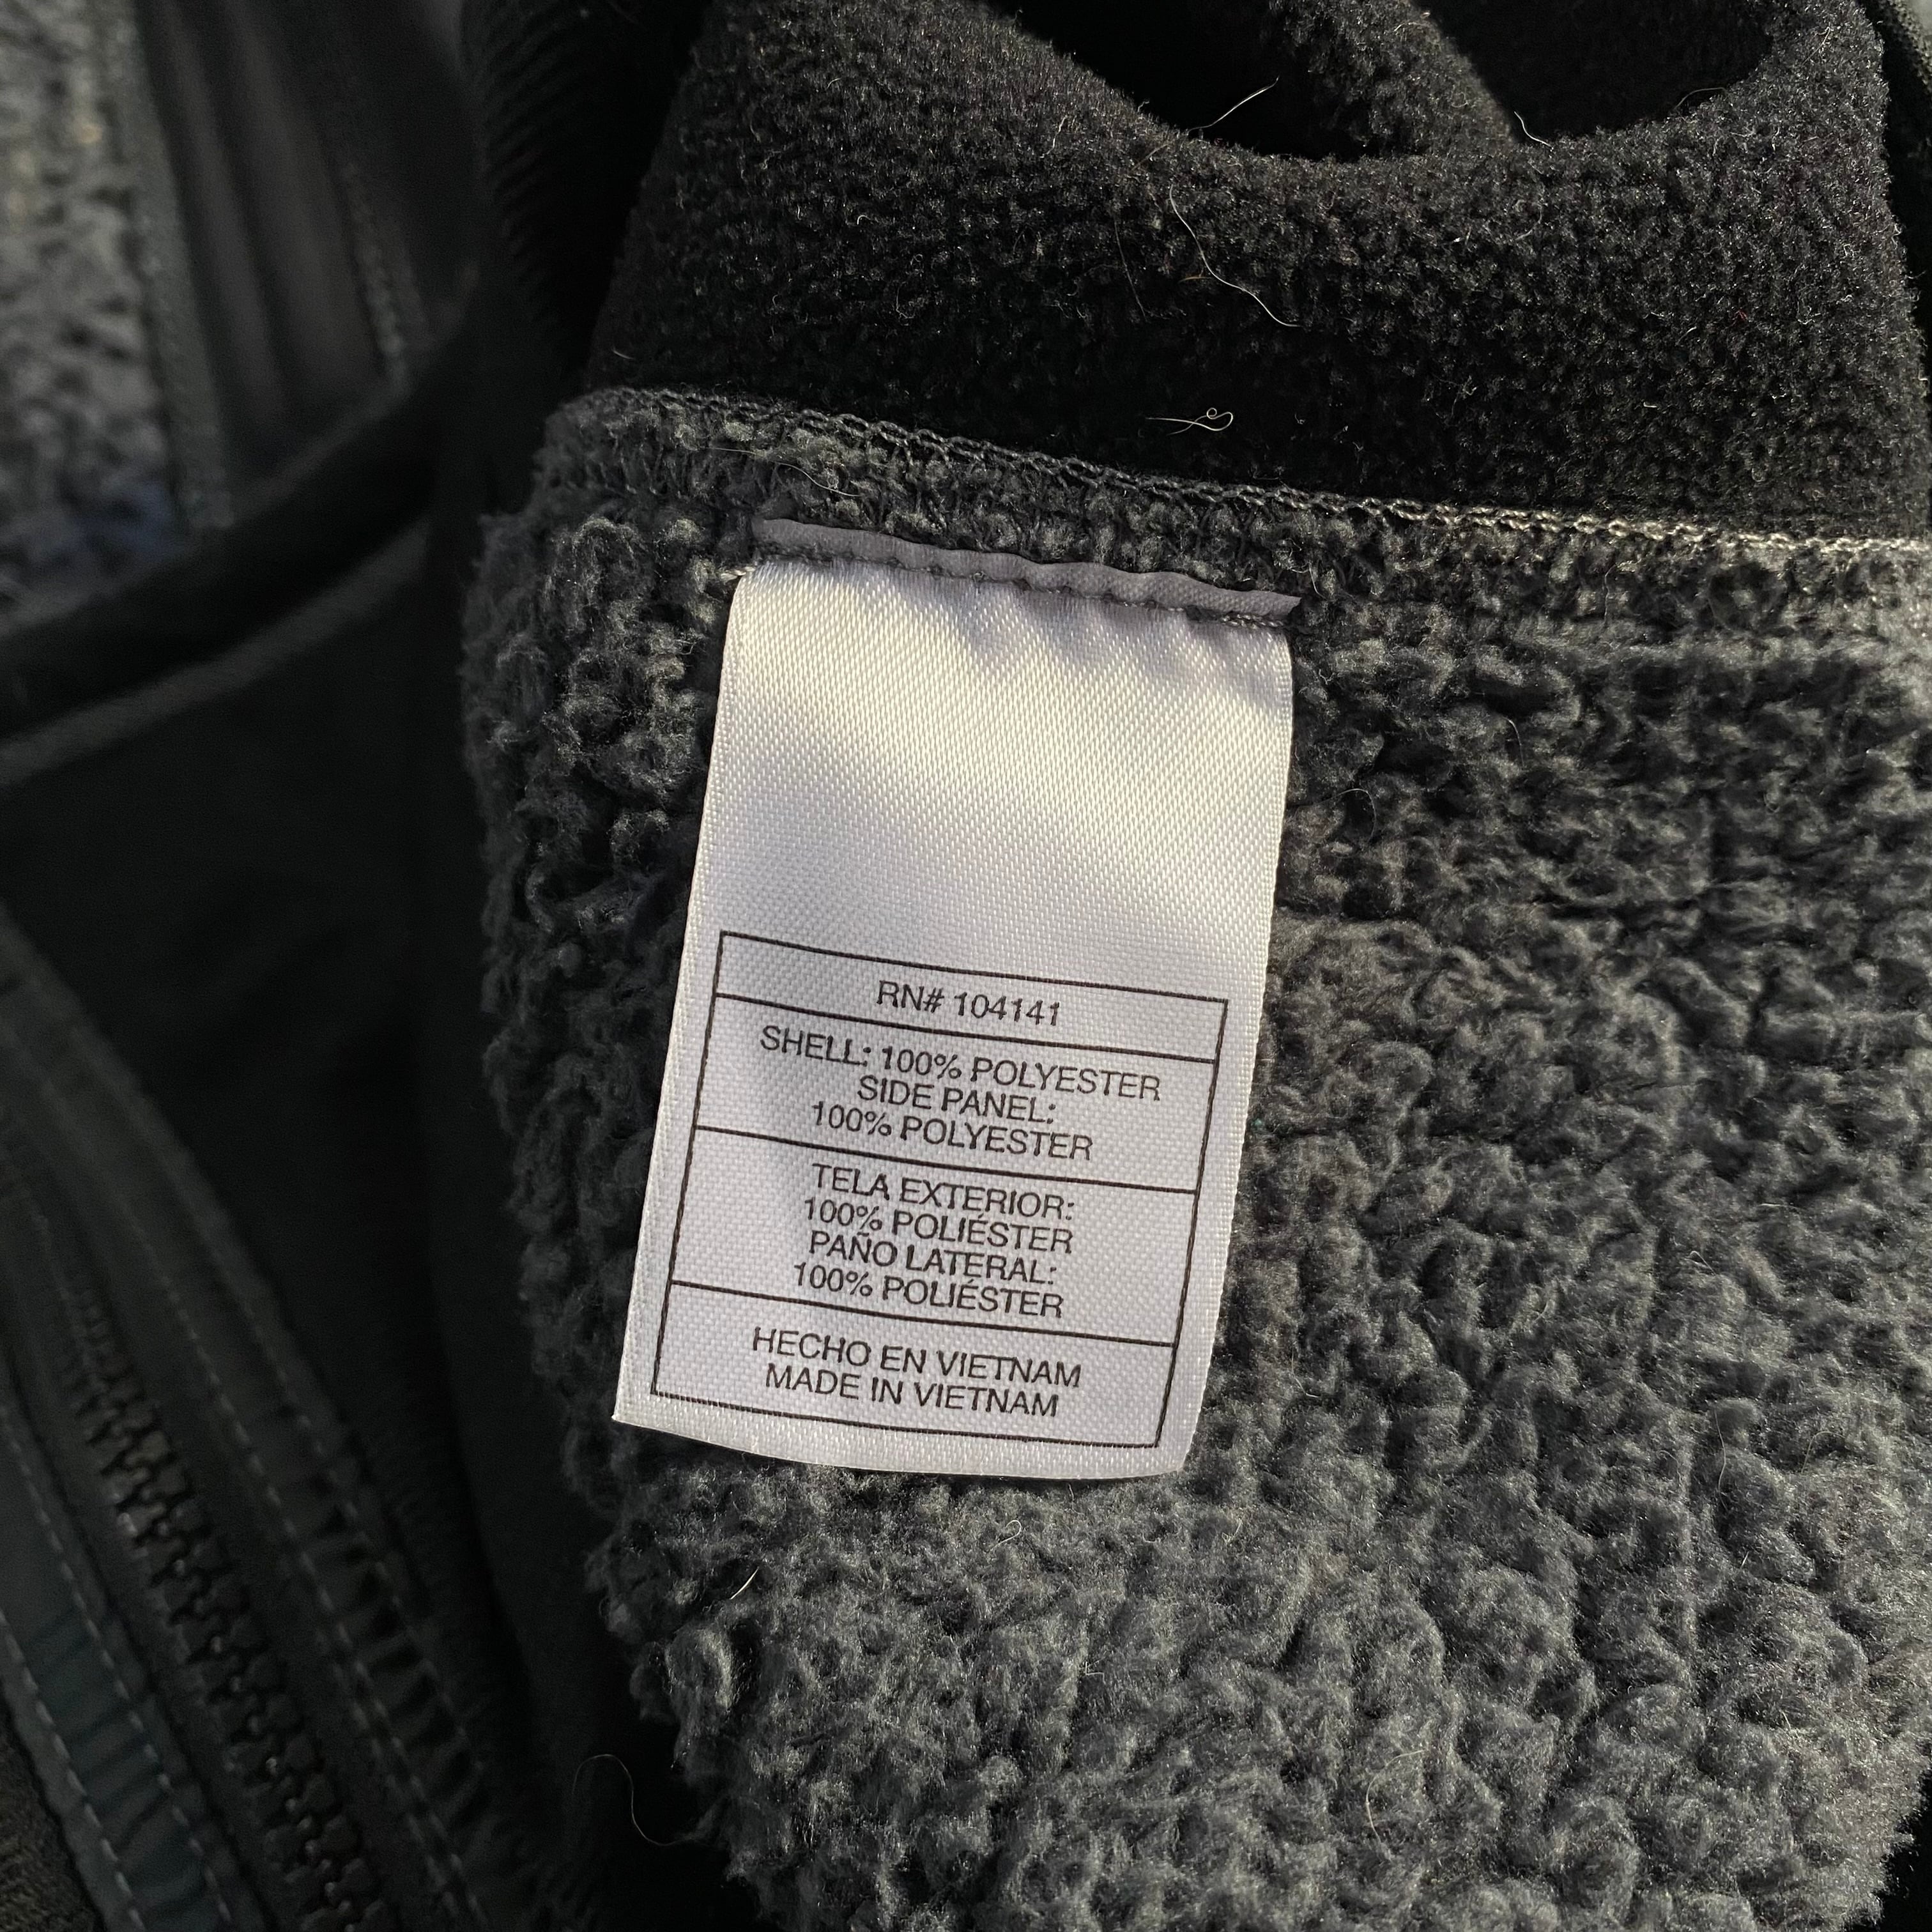 RN# 104141
SHELL: 100% POLYESTER
SIDE PANEL:
100% POLYESTER
TELA EXTERIOR:
100% POLIÉSTER
PAÑO LATERAL:
100% POLIÉSTER
HECHO EN VIETNAM
MADE IN VIETNAM